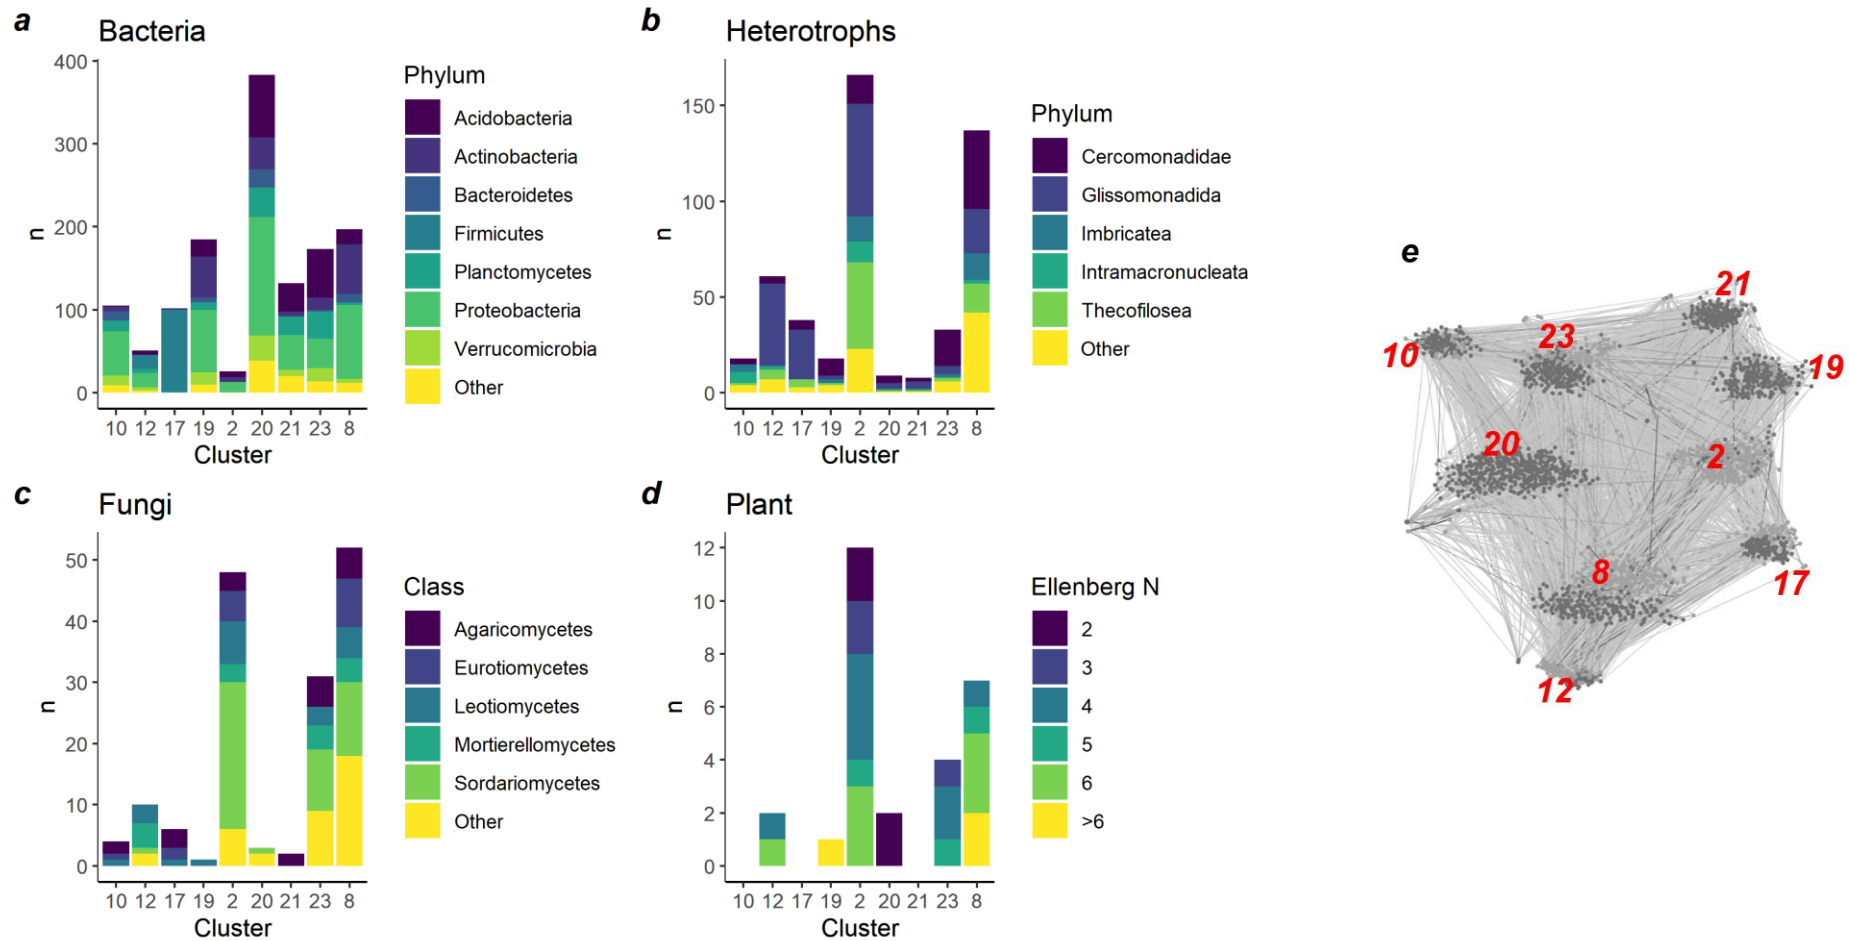 a
Bacteria
400
300
200
100
0
n
10 12 17 19 2 20 21 23 8
Cluster
Phylum
Acidobacteria
Actinobacteria
Bacteroidetes
Firmicutes
Planctomycetes
Proteobacteria
Verrucomicrobia
Other
b
Heterotrophs
150
100
50
0
n
10 12 17 19 2 20 21 23 8
Cluster
Phylum
Cercomonadidae
Glissomonadida
Imbricatea
Intramacronucleata
Thecofilosea
Other
c
Fungi
50
40
30
20
10
0
n
10 12 17 19 2 20 21 23 8
Cluster
Class
Agaricomycetes
Eurotiomycetes
Leotiomycetes
Mortierellomycetes
Sordariomycetes
Other
d
Plant
12
10
8
6
4
2
0
n
10 12 17 19 2 20 21 23 8
Cluster
Ellenberg N
2
3
4
5
6
>6
e
21
23
10
19
20
2
8
17
12